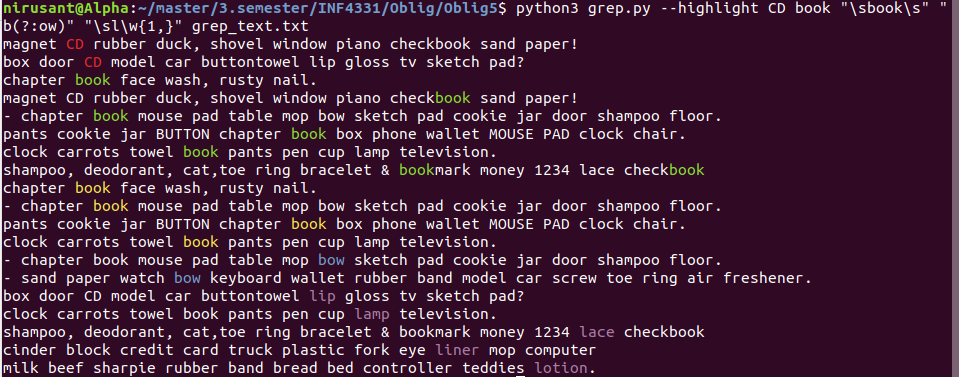 nirusant@Alpha:~/master/3.semester/INF4331/Oblig/Oblig5$ python3 grep.py --highlight CD book "\sbook\s" "
b(?:ow)" "\sl\w{1,}" grep_text.txt
magnet CD rubber duck, shovel window piano checkbook sand paper!
box door CD model car buttontowel lip gloss tv sketch pad?
chapter book face wash, rusty nail.
magnet CD rubber duck, shovel window piano checkbook sand paper!
- chapter book mouse pad table mop bow sketch pad cookie jar door shampoo floor.
pants cookie jar BUTTON chapter book box phone wallet MOUSE PAD clock chair.
clock carrots towel book pants pen cup lamp television.
shampoo, deodorant, cat,toe ring bracelet & bookmark money 1234 lace checkbook
chapter book face wash, rusty nail.
- chapter book mouse pad table mop bow sketch pad cookie jar door shampoo floor.
pants cookie jar BUTTON chapter book box phone wallet MOUSE PAD clock chair.
clock carrots towel book pants pen cup lamp television.
- chapter book mouse pad table mop bow sketch pad cookie jar door shampoo floor.
- sand paper watch bow keyboard wallet rubber band model car screw toe ring air freshener.
box door CD model car buttontowel lip gloss tv sketch pad?
clock carrots towel book pants pen cup lamp television.
shampoo, deodorant, cat,toe ring bracelet & bookmark money 1234 lace checkbook
cinder block credit card truck plastic fork eye liner mop computer
milk beef sharpie rubber band bread bed controller teddies lotion.